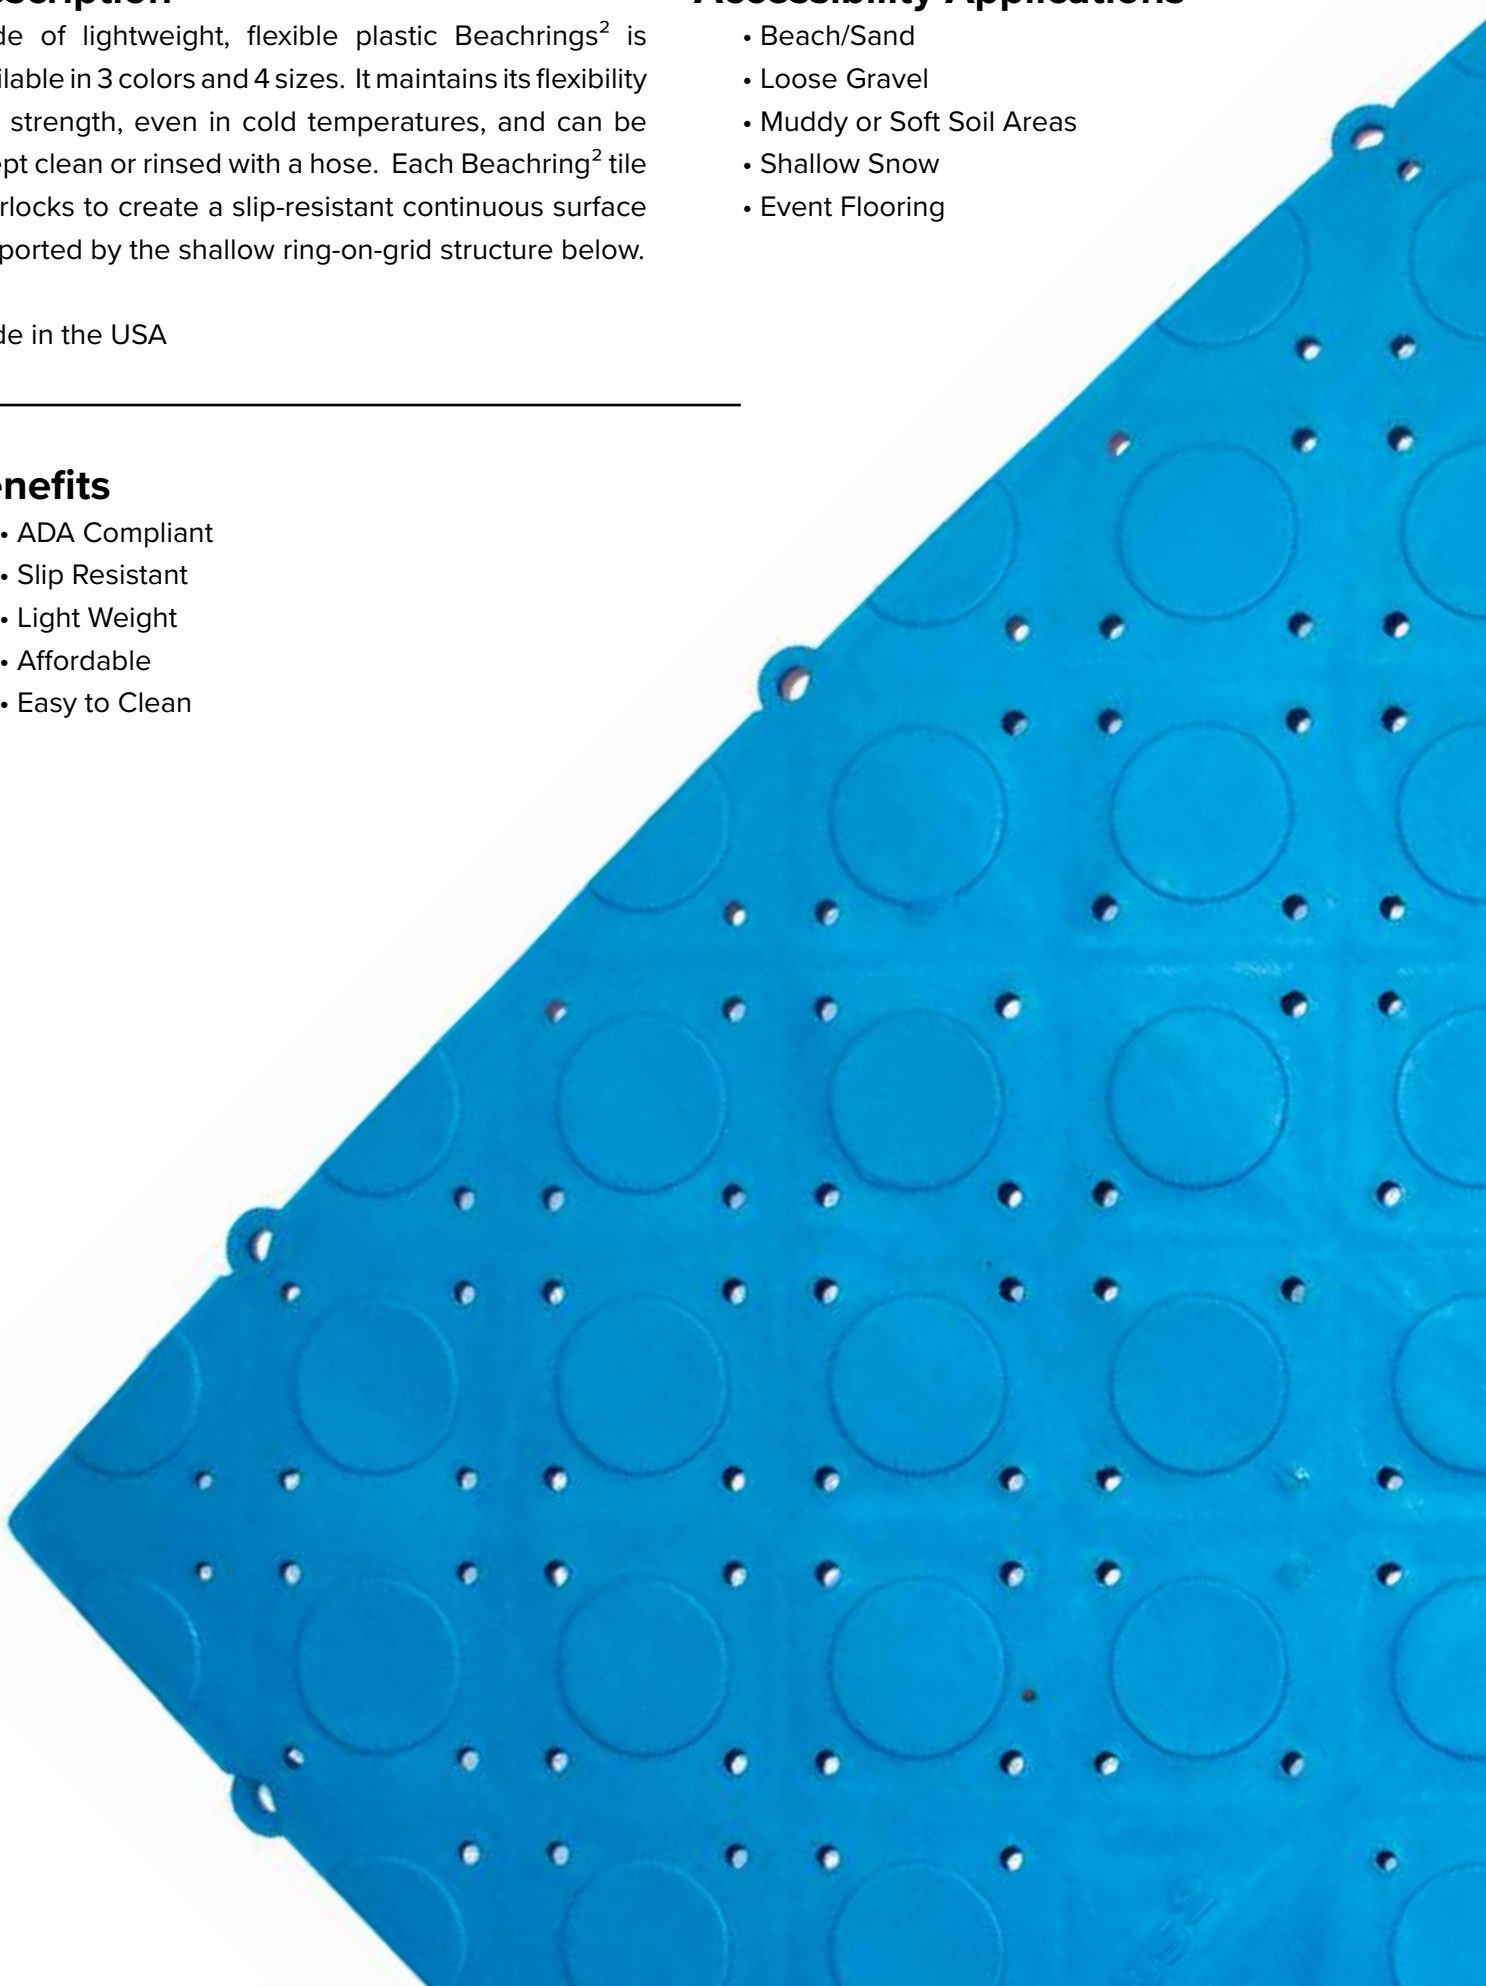 scription
de of lightweight, flexible plastic Beachrings² is
ilable in 3 colors and 4 sizes. It maintains its flexibility
strength, even in cold temperatures, and can be
ept clean or rinsed with a hose. Each Beachring² tile
rlocks to create a slip-resistant continuous surface
ported by the shallow ring-on-grid structure below.
de in the USA
Accessibility Applications
• Beach/Sand
• Loose Gravel
• Muddy or Soft Soil Areas
• Shallow Snow
• Event Flooring
enefits
• ADA Compliant
• Slip Resistant
• Light Weight
• Affordable
• Easy to Clean